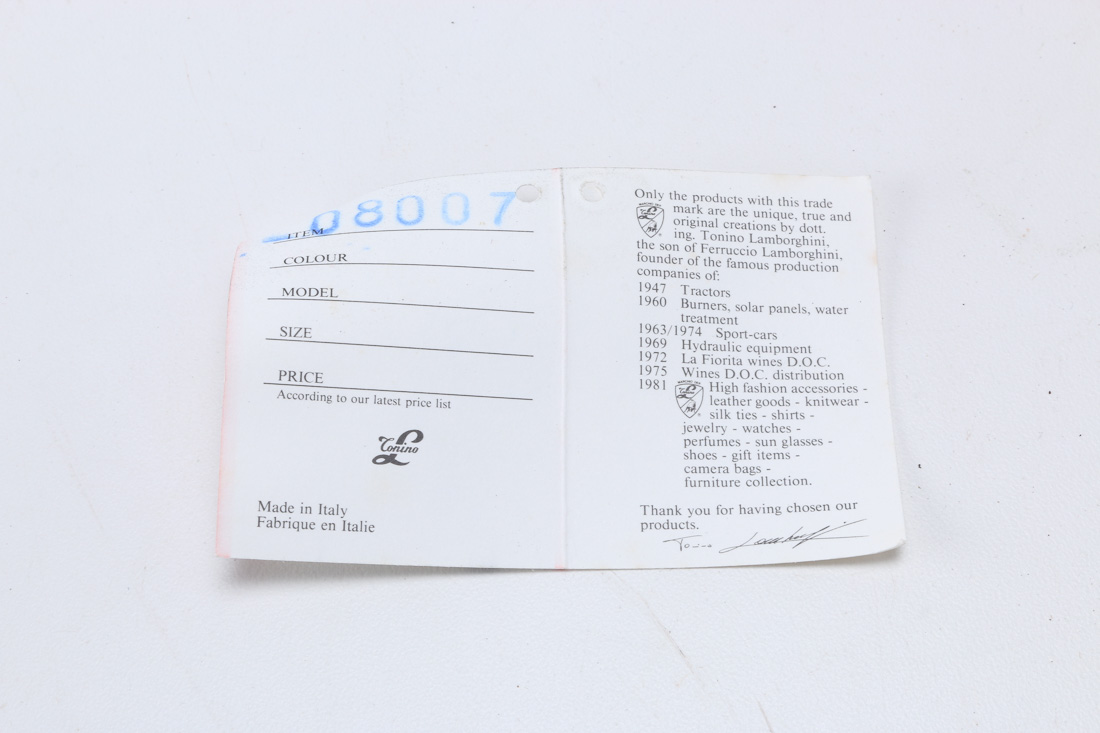 08007
ITEM
COLOUR
MODEL
SIZE
PRICE
According to our latest price list
Tonino
Made in Italy
Fabrique en Italie
Only the products with this trade
mark are the unique, true and
original creations by dott.
ing. Tonino Lamborghini,
the son of Ferruccio Lamborghini,
founder of the famous production
companies of:
1947 Tractors
1960 Burners, solar panels, water
treatment
1963/1974 Sport-cars
1969 Hydraulic equipment
1972 La Fiorita wines D.O.C.
1975 Wines D.O.C. distribution
1981 High fashion accessories -
leather goods - knitwear -
silk ties - shirts -
jewelry - watches -
perfumes - sun glasses -
shoes - gift items -
camera bags -
furniture collection.
Thank you for having chosen our
products.